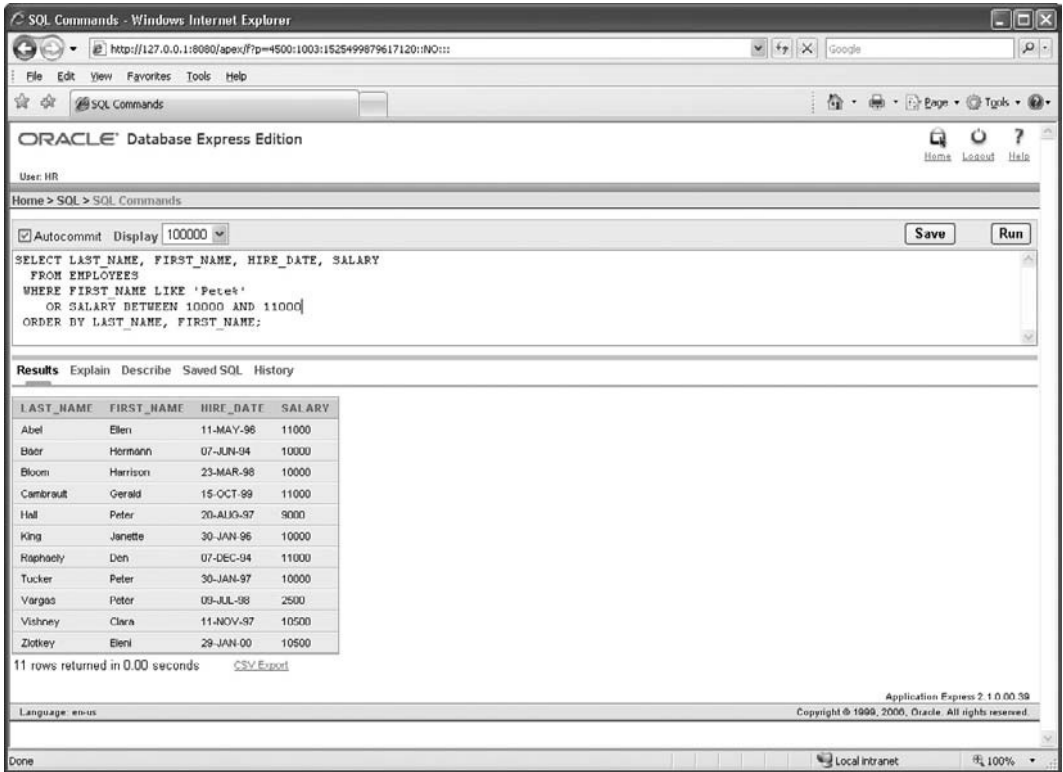 SQL Commands - Windows Internet Explorer
http://127.0.0.1:8080/apex/f?p=4500:1003:1525499879617120::NO:::
Google
File Edit View Favorites Tools Help
SQL Commands
Page Tools
ORACLE Database Express Edition
Home Logout Help
User: HR
Home > SQL > SQL Commands
Autocommit Display 100000 Save Run
SELECT LAST_NAME, FIRST_NAME, HIRE_DATE, SALARY
FROM EMPLOYEES
WHERE FIRST_NAME LIKE 'Pete%'
OR SALARY BETWEEN 10000 AND 11000
ORDER BY LAST_NAME, FIRST_NAME;
Results Explain Describe Saved SQL History
LAST_NAME FIRST_NAME HIRE_DATE SALARY
Abel Ellen 11-MAY-96 11000
Baer Hermann 07-JUN-94 10000
Bloom Harrison 23-MAR-98 10000
Cambrault Gerald 15-OCT-99 11000
Hall Peter 20-AUG-97 9000
King Janette 30-JAN-96 10000
Raphaely Den 07-DEC-94 11000
Tucker Peter 30-JAN-97 10000
Vargas Peter 09-JUL-98 2500
Vishney Clara 11-NOV-97 10500
Zlotkey Eleni 29-JAN-00 10500
11 rows returned in 0.00 seconds CSV Export
Application Express 2.1.0.00.39
Language: en-us Copyright © 1999, 2006, Oracle. All rights reserved.
Done Local intranet 100%